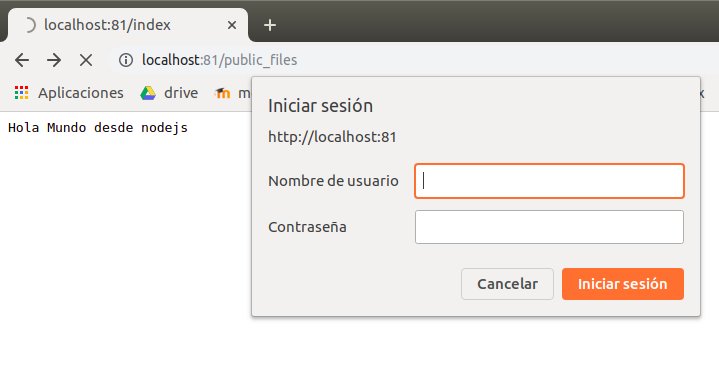 localhost:81/index
localhost:81/public_files
Aplicaciones drive
Hola Mundo desde nodejs
Iniciar sesión
http://localhost:81
Nombre de usuario
Contraseña
Cancelar Iniciar sesión